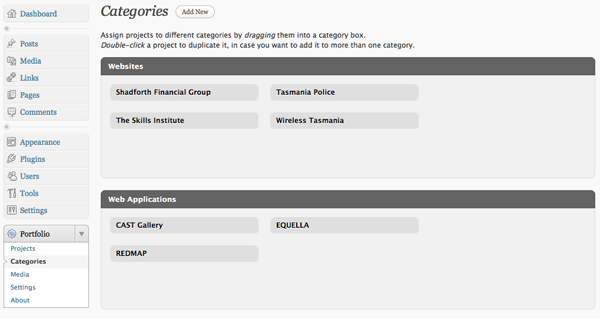 Dashboard
Posts
Media
Links
Pages
Comments
Appearance
Plugins
Users
Tools
Settings
Portfolio
Projects
Categories
Media
Settings
About
Categories Add New
Assign projects to different categories by dragging them into a category box.
Double-click a project to duplicate it, in case you want to add it to more than one category.
Websites
Shadforth Financial Group Tasmania Police
The Skills Institute Wireless Tasmania
Web Applications
CAST Gallery EQUELLA
REDMAP